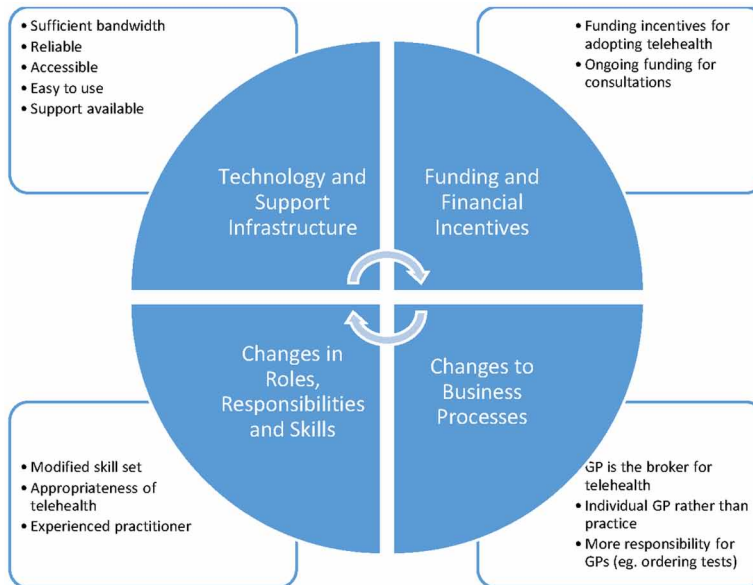 • Sufficient bandwidth
• Reliable
• Accessible
• Easy to use
• Support available
• Funding incentives for
adopting telehealth
• Ongoing funding for
consultations
Technology and
Support
Infrastructure
Funding and
Financial
Incentives
Changes in
Roles,
Responsibilities
and Skills
Changes to
Business
Processes
• Modified skill set
• Appropriateness of
telehealth
• Experienced practitioner
GP is the broker for
telehealth
• Individual GP rather than
practice
• More responsibility for
GPs (eg. ordering tests)